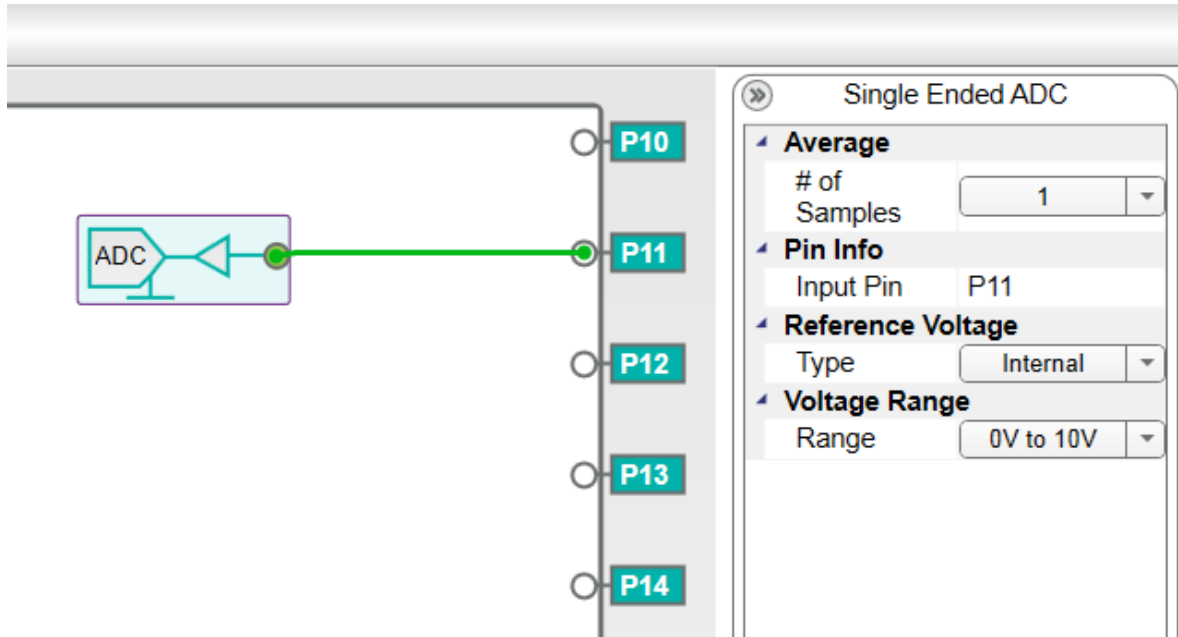 P10
ADC
P11
P12
P13
P14
Single Ended ADC
Average
# of
Samples
1
Pin Info
Input Pin P11
Reference Voltage
Type Internal
Voltage Range
Range 0V to 10V